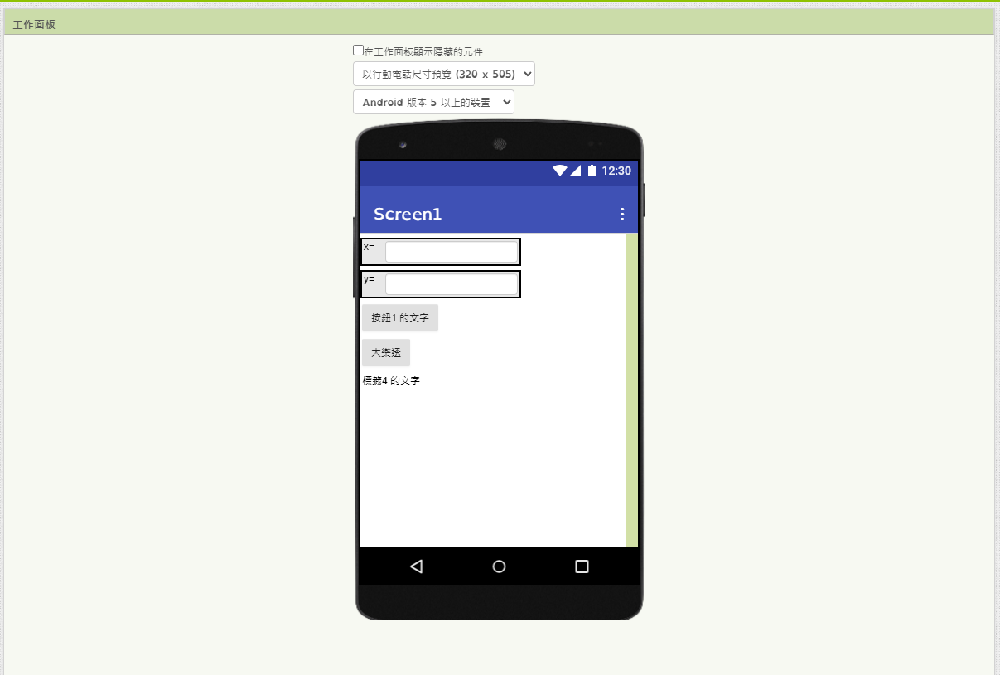 工作面板
在工作面板顯示隱藏的元件
以行動電話尺寸預覽 (320 x 505)
Android 版本 5 以上的裝置
12:30
Screen1
x=
y=
按鈕1 的文字
大樂透
標籤4 的文字